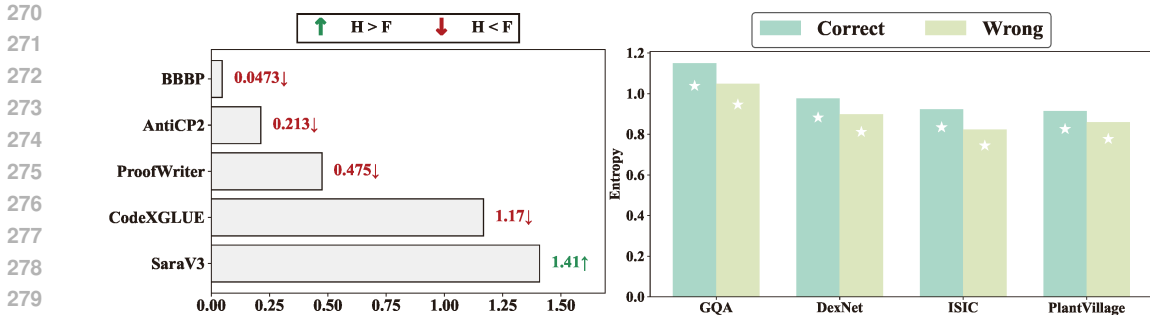 270
271
272
273
274
275
276
277
278
279
↑ H > F ↓ H < F
BBBP 0.0473↓
AntiCP2 0.213↓
ProofWriter 0.475↓
CodeXGLUE 1.17↓
SaraV3 1.41↑
0.00 0.25 0.50 0.75 1.00 1.25 1.50
Correct Wrong
Entropy
1.2
1.0
0.8
0.6
0.4
0.2
0.0
GQA DexNet ISIC PlantVillage